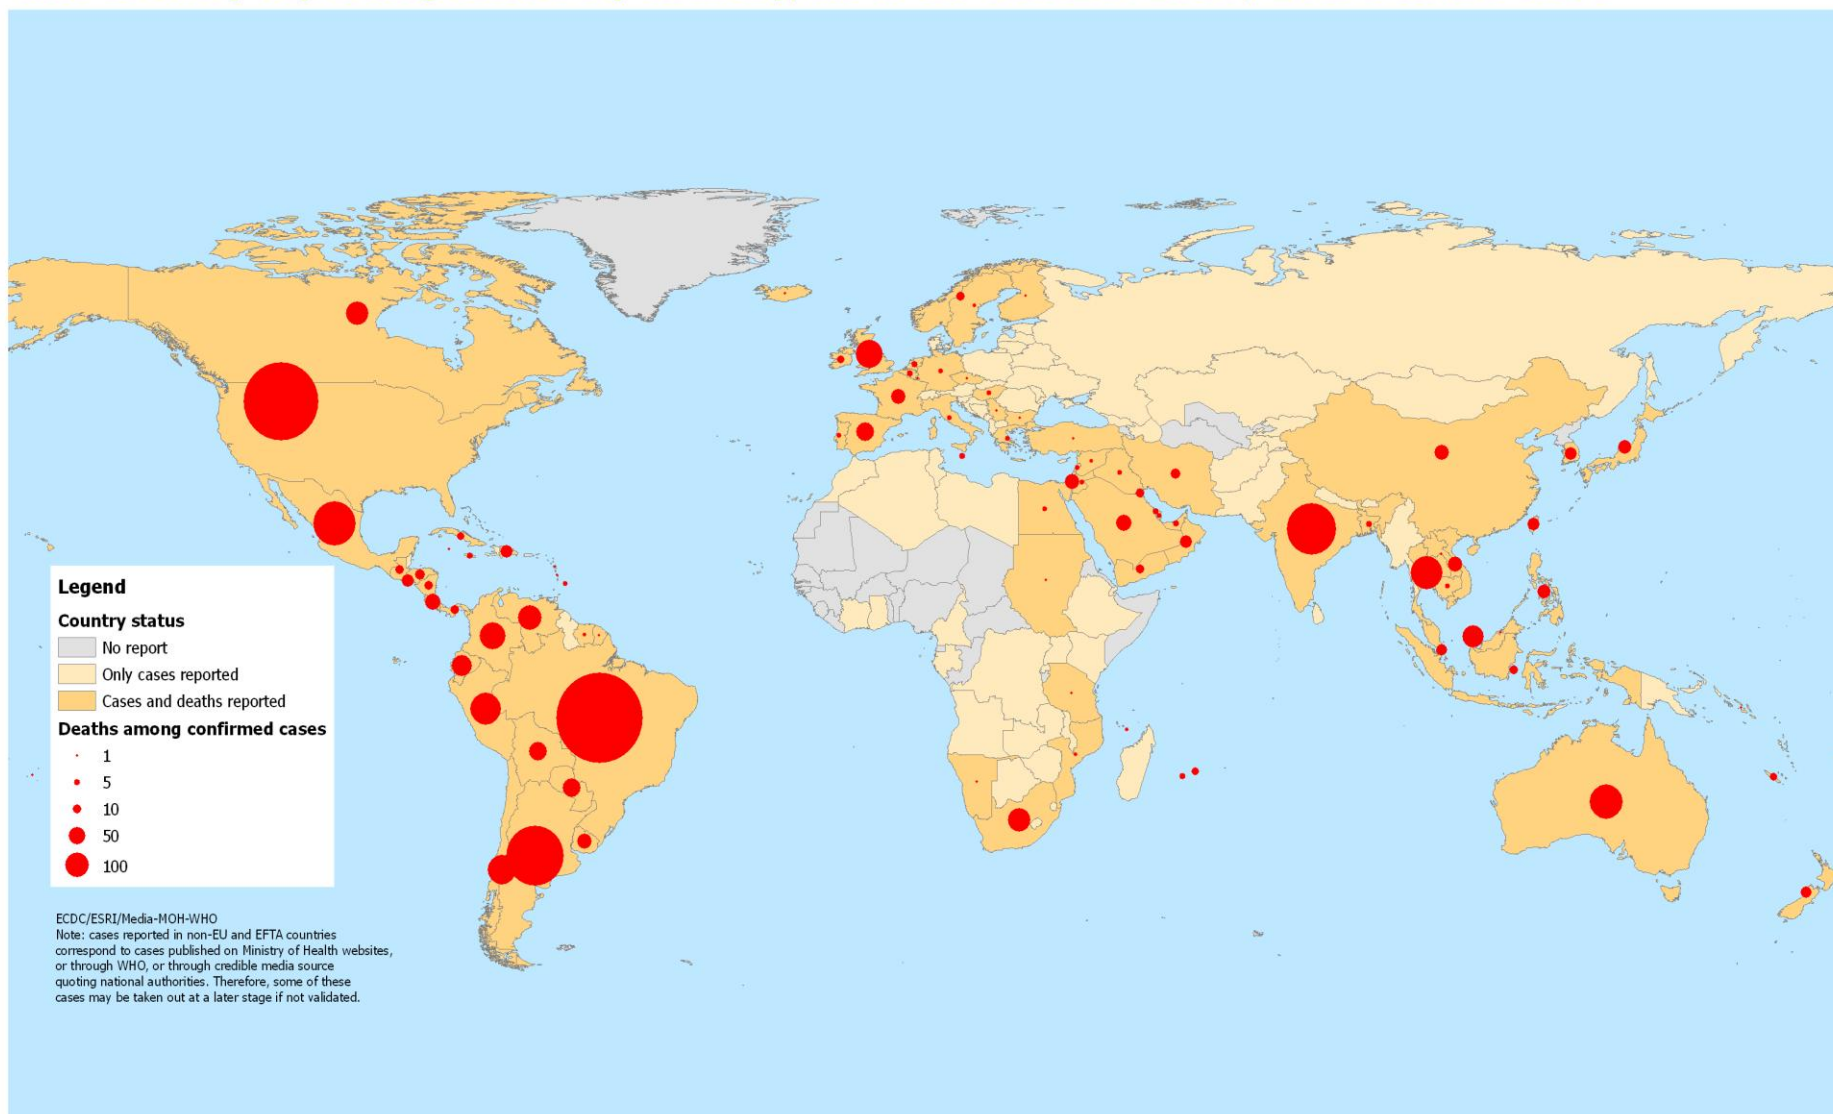 Legend
Country status
No report
Only cases reported
Cases and deaths reported
Deaths among confirmed cases
1
5
10
50
100
ECDC/ESRI/Media-MOH-WHO
Note: cases reported in non-EU and EFTA countries
correspond to cases published on Ministry of Health websites,
or through WHO, or through credible media source
quoting national authorities. Therefore, some of these
cases may be taken out at a later stage if not validated.